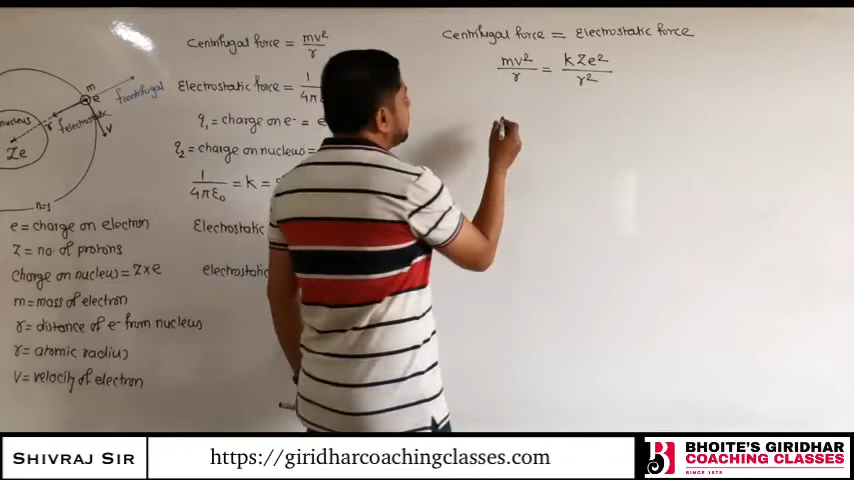 Centrifugal force = mv²/r
Electrostatic force = 1/4πε
q₁ = charge on e⁻ = e
q₂ = charge on nucleus =
1/4πε₀ = k =
Electrostatic
electrostatic
m
e
fcentrifugal
nucleus
r
felectrostatic
v
Ze
n=1
e = charge on electron
Z = no. of protons
charge on nucleus = Z×e
m = mass of electron
r = distance of e⁻ from nucleus
r = atomic radius
V = velocity of electron
Centrifugal force = Electrostatic force
mv²/r = kZe²/r²
SHIVRAJ SIR
https://giridharcoachingclasses.com
BHOITE'S GIRIDHAR
COACHING CLASSES
SINCE 1975